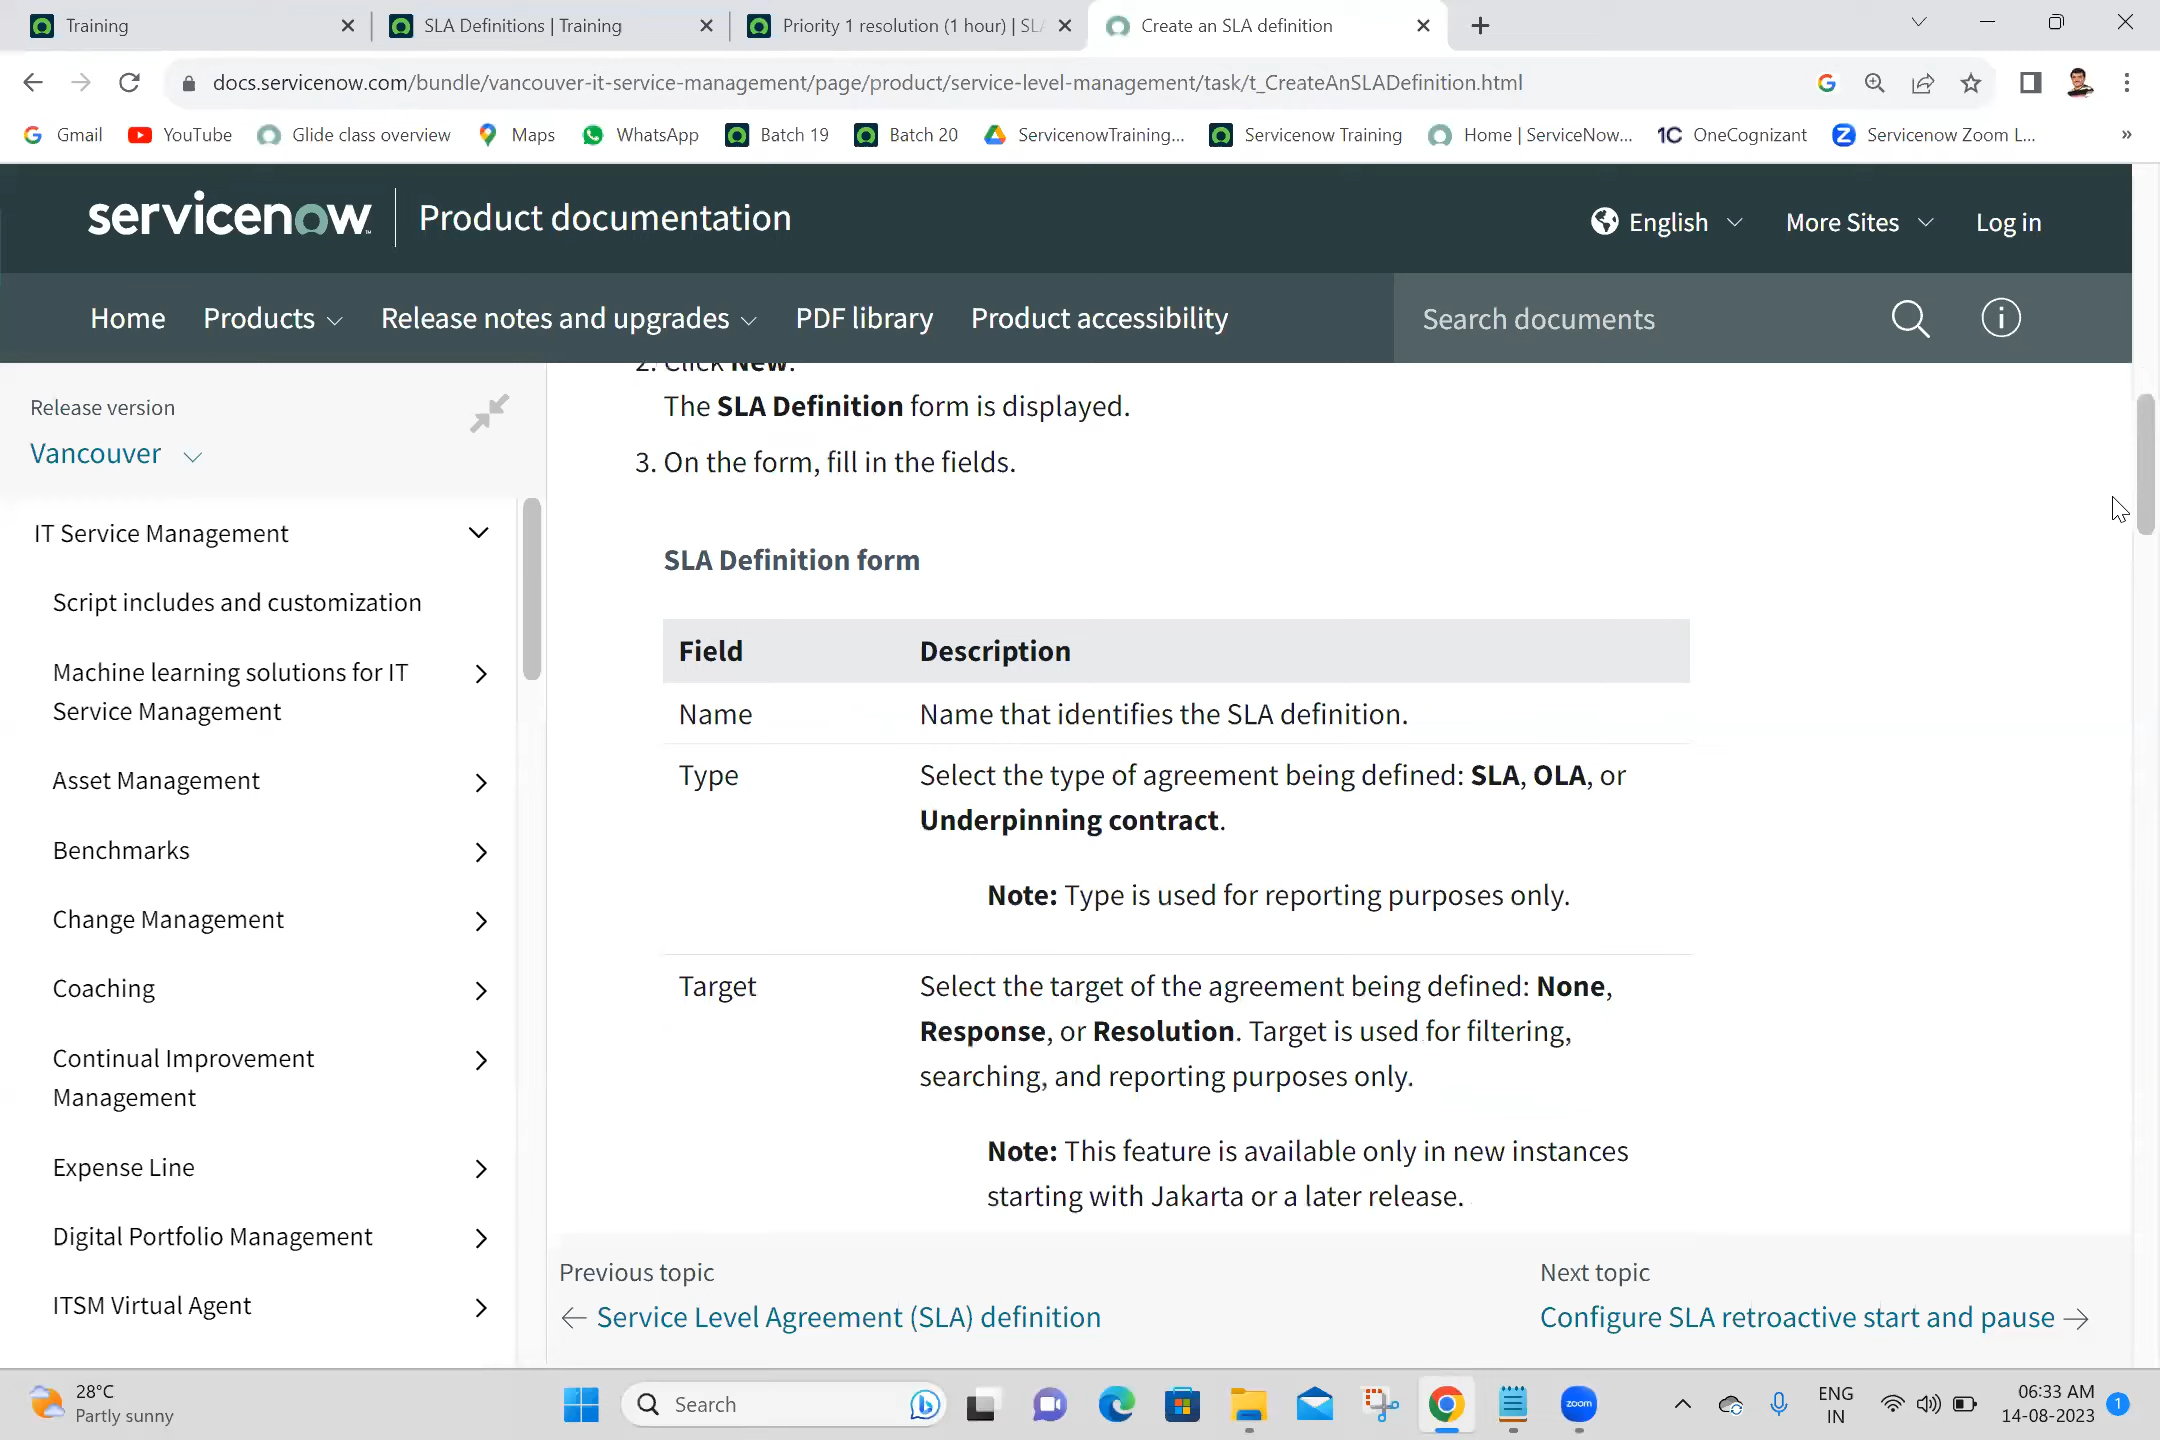 Training
SLA Definitions | Training
Priority 1 resolution (1 hour) | SLA
Create an SLA definition
docs.servicenow.com/bundle/vancouver-it-service-management/page/product/service-level-management/task/t_CreateAnSLADefinition.html
Gmail
YouTube
Glide class overview
Maps
WhatsApp
Batch 19
Batch 20
ServicenowTraining...
Servicenow Training
Home | ServiceNow...
1C OneCognizant
Z Servicenow Zoom L...
servicenow
Product documentation
English
More Sites
Log in
Home
Products
Release notes and upgrades
PDF library
Product accessibility
Search documents
Release version
Vancouver
IT Service Management
Script includes and customization
Machine learning solutions for IT
Service Management
Asset Management
Benchmarks
Change Management
Coaching
Continual Improvement
Management
Expense Line
Digital Portfolio Management
ITSM Virtual Agent
2. Click New.
The SLA Definition form is displayed.
3. On the form, fill in the fields.
SLA Definition form
Field Description
Name Name that identifies the SLA definition.
Type Select the type of agreement being defined: SLA, OLA, or
Underpinning contract.
Note: Type is used for reporting purposes only.
Target Select the target of the agreement being defined: None,
Response, or Resolution. Target is used for filtering,
searching, and reporting purposes only.
Note: This feature is available only in new instances
starting with Jakarta or a later release.
Previous topic
← Service Level Agreement (SLA) definition
Next topic
Configure SLA retroactive start and pause →
28°C
Partly sunny
Search
zoom
ENG
IN
06:33 AM
14-08-2023
1